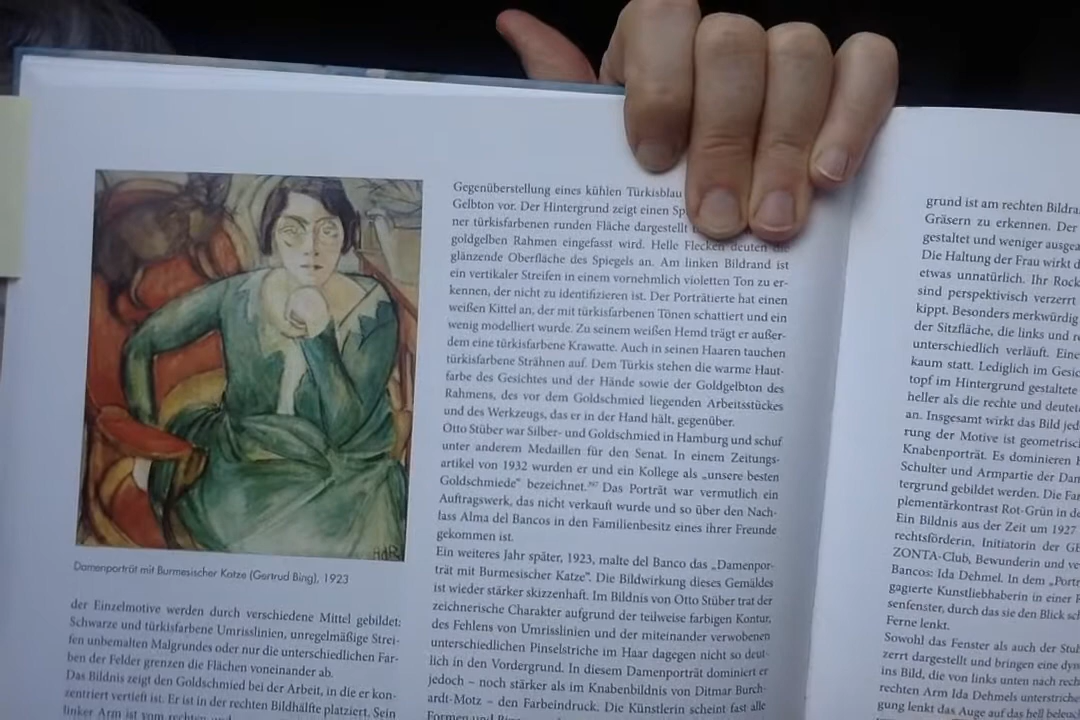 HdR
Damenporträt mit Burmesischer Katze (Gertrud Bing), 1923
der Einzelmotive werden durch verschiedene Mittel gebildet:
Schwarze und türkisfarbene Umrisslinien, unregelmäßige Strei-
fen unbemalten Malgrundes oder nur die unterschiedlichen Far-
ben der Felder grenzen die Flächen voneinander ab.
Das Bildnis zeigt den Goldschmied bei der Arbeit, in die er kon-
zentriert vertieft ist. Er ist in der rechten Bildhälfte platziert. Sein
linker Arm ist vom rechten und
Gegenüberstellung eines kühlen Türkisblau
Gelbton vor. Der Hintergrund zeigt einen Sp
ner türkisfarbenen runden Fläche dargestellt
goldgelben Rahmen eingefasst wird. Helle Flecken deuten die
glänzende Oberfläche des Spiegels an. Am linken Bildrand ist
ein vertikaler Streifen in einem vornehmlich violetten Ton zu er-
kennen, der nicht zu identifizieren ist. Der Porträtierte hat einen
weißen Kittel an, der mit türkisfarbenen Tönen schattiert und ein
wenig modelliert wurde. Zu seinem weißen Hemd trägt er außer-
dem eine türkisfarbene Krawatte. Auch in seinen Haaren tauchen
türkisfarbene Strähnen auf. Dem Türkis stehen die warme Haut-
farbe des Gesichtes und der Hände sowie der Goldgelbton des
Rahmens, des vor dem Goldschmied liegenden Arbeitsstückes
und des Werkzeugs, das er in der Hand hält, gegenüber.
Otto Stüber war Silber- und Goldschmied in Hamburg und schuf
unter anderem Medaillen für den Senat. In einem Zeitungs-
artikel von 1932 wurden er und ein Kollege als „unsere besten
Goldschmiede" bezeichnet. Das Porträt war vermutlich ein
Auftragswerk, das nicht verkauft wurde und so über den Nach-
lass Alma del Bancos in den Familienbesitz eines ihrer Freunde
gekommen ist.
Ein weiteres Jahr später, 1923, malte del Banco das „Damenpor-
trät mit Burmesischer Katze". Die Bildwirkung dieses Gemäldes
ist wieder stärker skizzenhaft. Im Bildnis von Otto Stüber trat der
zeichnerische Charakter aufgrund der teilweise farbigen Kontur,
des Fehlens von Umrisslinien und der miteinander verwobenen
unterschiedlichen Pinselstriche im Haar dagegen nicht so deut-
lich in den Vordergrund. In diesem Damenporträt dominiert er
jedoch – noch stärker als im Knabenbildnis von Ditmar Burch-
ardt-Motz – den Farbeindruck. Die Künstlerin scheint fast alle
Formen und
grund ist am rechten Bildra
Gräsern zu erkennen. Der
gestaltet und weniger ausgea
Die Haltung der Frau wirkt d
etwas unnatürlich. Ihr Rock
sind perspektivisch verzerrt
kippt. Besonders merkwürdig
der Sitzfläche, die links und re
unterschiedlich verläuft. Eine
kaum statt. Lediglich im Gesic
topf im Hintergrund gestaltete
heller als die rechte und deutet
an. Insgesamt wirkt das Bild jed
rung der Motive ist geometrisc
Knabenporträt. Es dominieren
Schulter und Armpartie der Dam
tergrund gebildet werden. Die Far
plementärkontrast Rot-Grün in de
Ein Bildnis aus der Zeit um 1927
rechtsförderin, Initiatorin der GE
ZONTA-Club, Bewunderin und ve
Bancos: Ida Dehmel. In dem „Port
gagierte Kunstliebhaberin in einer
senfenster, durch das sie den Blick sc
Ferne lenkt.
Sowohl das Fenster als auch der Stuh
zerrt dargestellt und bringen eine dyn
ins Bild, die von links unten nach rech
rechten Arm Ida Dehmels unterstriche
gung lenkt das Auge auf das hell beleuc